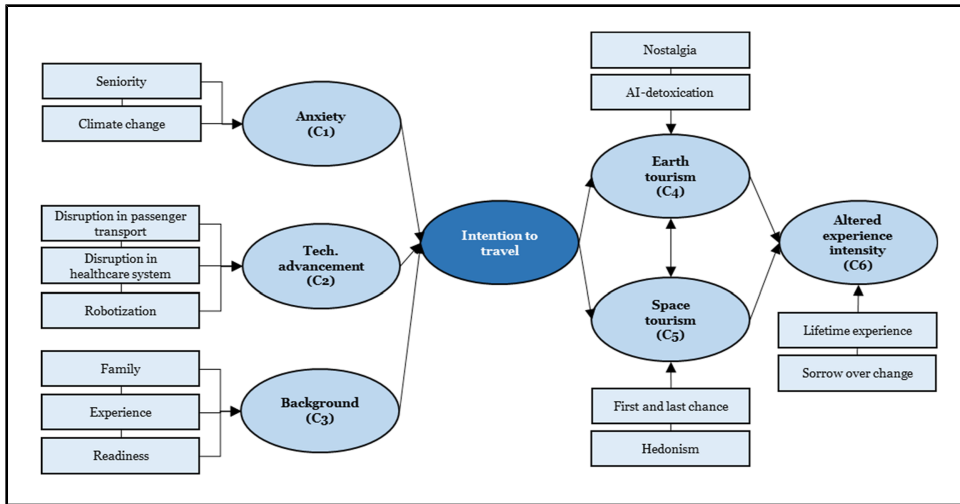 Seniority
Climate change
Anxiety
(C1)
Disruption in passenger
transport
Disruption in
healthcare system
Robotization
Tech.
advancement
(C2)
Family
Experience
Readiness
Background
(C3)
Intention to
travel
Nostalgia
AI-detoxication
Earth
tourism
(C4)
Space
tourism
(C5)
First and last chance
Hedonism
Altered
experience
intensity
(C6)
Lifetime experience
Sorrow over change